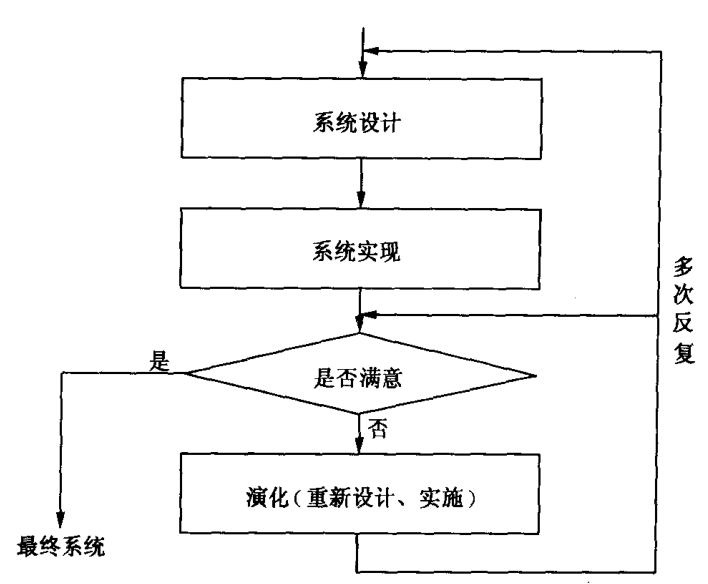 系统设计
系统实现
多次反复
是
是否满意
否
演化(重新设计、实施)
最终系统